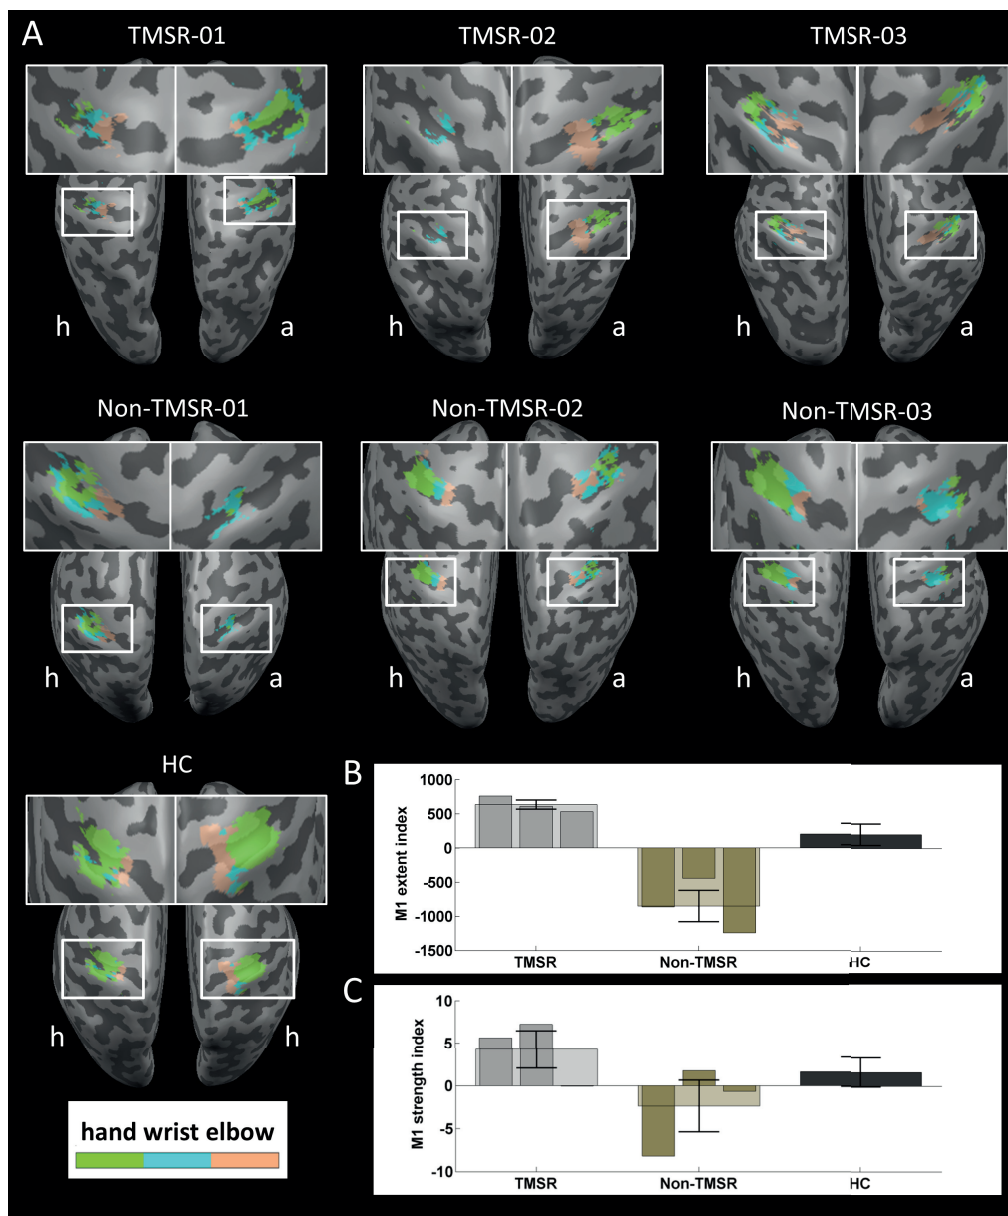 A
TMSR-01 TMSR-02 TMSR-03
h a h a h a
Non-TMSR-01 Non-TMSR-02 Non-TMSR-03
h a h a h a
HC
h h
hand wrist elbow
B
M1 extent index
1000
500
0
-500
-1000
-1500
TMSR Non-TMSR HC
C
M1 strength index
10
5
0
-5
-10
TMSR Non-TMSR HC